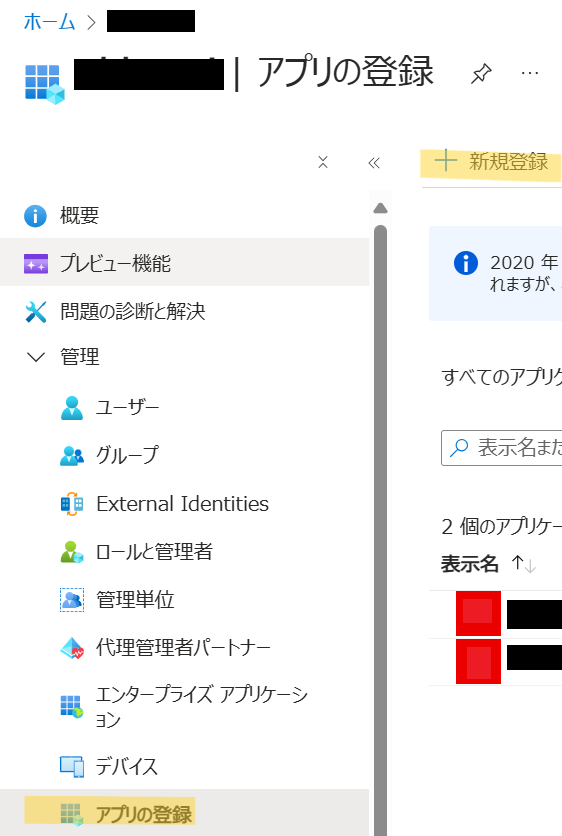 ホーム
| アプリの登録
新規登録
概要
プレビュー機能
問題の診断と解決
管理
ユーザー
グループ
External Identities
ロールと管理者
管理単位
代理管理者パートナー
エンタープライズ アプリケーシ
ョン
デバイス
アプリの登録
2020 年
れますが、
すべてのアプリケ
表示名また
2 個のアプリケー
表示名